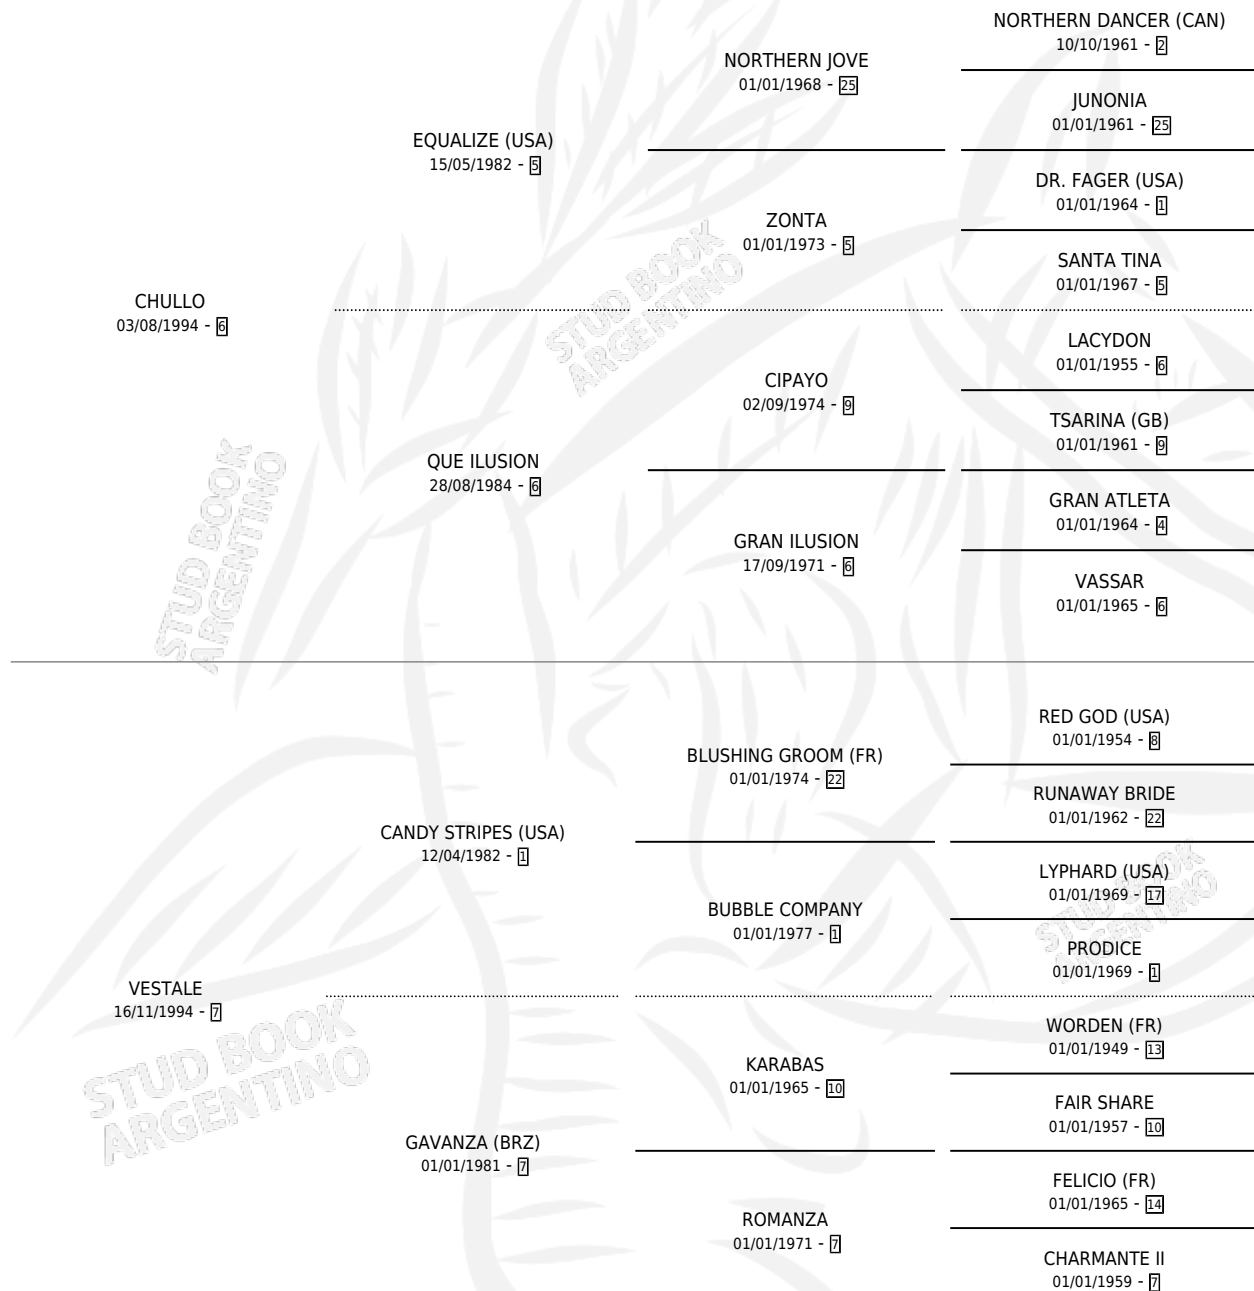 NORTHERN DANCER (CAN)
10/10/1961 - 2
NORTHERN JOVE
01/01/1968 - 25
JUNONIA
01/01/1961 - 25
EQUALIZE (USA)
15/05/1982 - 5
DR. FAGER (USA)
01/01/1964 - 1
ZONTA
01/01/1973 - 5
SANTA TINA
01/01/1967 - 5
CHULLO
03/08/1994 - 6
STUD BOOK
ARGENTINO
LACYDON
01/01/1955 - 6
CIPAYO
02/09/1974 - 9
TSARINA (GB)
01/01/1961 - 9
QUE ILUSION
28/08/1984 - 6
GRAN ATLETA
01/01/1964 - 4
GRAN ILUSION
17/09/1971 - 6
VASSAR
01/01/1965 - 6
STUD BOOK
ARGENTINO
RED GOD (USA)
01/01/1954 - 8
BLUSHING GROOM (FR)
01/01/1974 - 22
RUNAWAY BRIDE
01/01/1962 - 22
CANDY STRIPES (USA)
12/04/1982 - 1
LYPHARD (USA)
01/01/1969 - 17
BUBBLE COMPANY
01/01/1977 - 1
STUD BOOK
ARGENTINO
PRODICE
01/01/1969 - 1
VESTALE
16/11/1994 - 7
STUD BOOK
ARGENTINO
WORDEN (FR)
01/01/1949 - 13
KARABAS
01/01/1965 - 10
FAIR SHARE
01/01/1957 - 10
GAVANZA (BRZ)
01/01/1981 - 7
FELICIO (FR)
01/01/1965 - 14
ROMANZA
01/01/1971 - 7
CHARMANTE II
01/01/1959 - 7